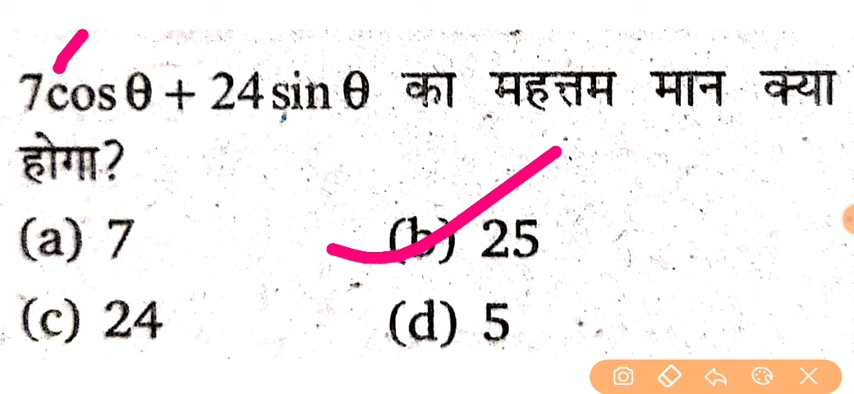 7cos θ + 24 sin θ का महत्तम मान क्या
होगा?
(a) 7 (b) 25
(c) 24 (d) 5